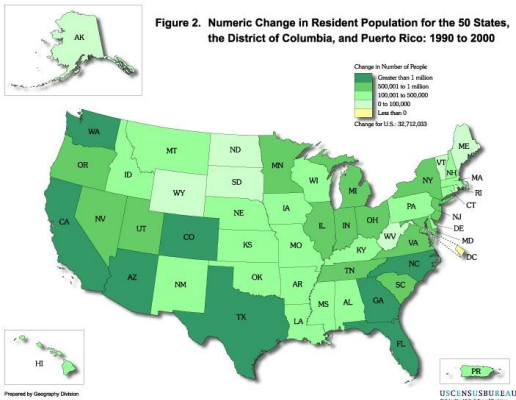 Figure 2. Numeric Change in Resident Population for the 50 States,
the District of Columbia, and Puerto Rico: 1990 to 2000
Change in Number of People
Greater than 1 million
500,001 to 1 million
100,001 to 500,000
0 to 100,000
Less than 0
Change for U.S.: 32,712,033
AK
WA
MT
ND
MN
ME
VT
NH
OR
ID
SD
WI
MI
NY
MA
RI
CT
WY
NE
IA
PA
NJ
DE
MD
DC
CA
NV
UT
CO
KS
MO
IL
IN
OH
WV
VA
KY
AZ
NM
OK
AR
TN
NC
SC
TX
LA
MS
AL
GA
FL
HI
PR
Prepared by Geography Division
USCENSUSBUREAU